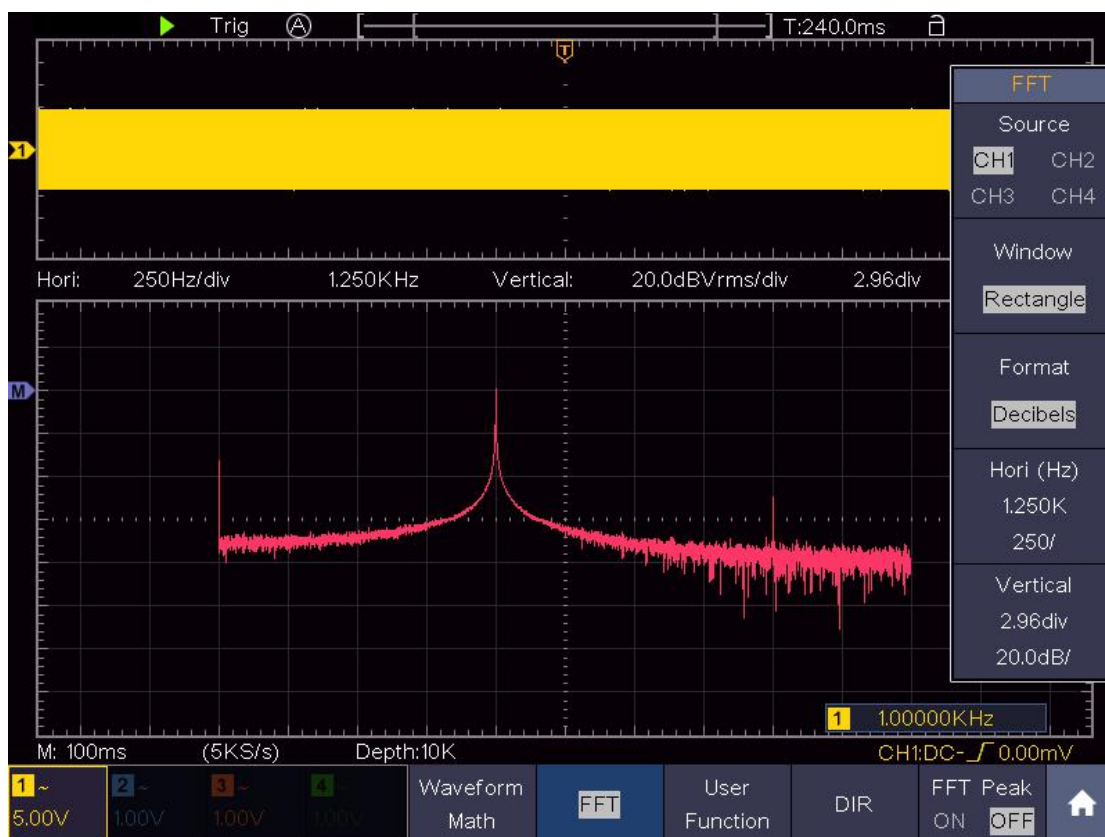 Trig A T:240.0ms
T
1
FFT
Source
CH1 CH2
CH3 CH4
Window
Rectangle
Format
Decibels
Hori (Hz)
1.250K
250/
Vertical
2.96div
20.0dB/
Hori: 250Hz/div 1.250KHz Vertical: 20.0dBVrms/div 2.96div
M
1 1.00000KHz
M: 100ms (5KS/s) Depth:10K CH1:DC- 0.00mV
1 ~ 2 ~ 3 ~ 4 ~
5.00V 1.00V 1.00V 1.00V
Waveform
Math
FFT
User
Function
DIR
FFT Peak
ON OFF